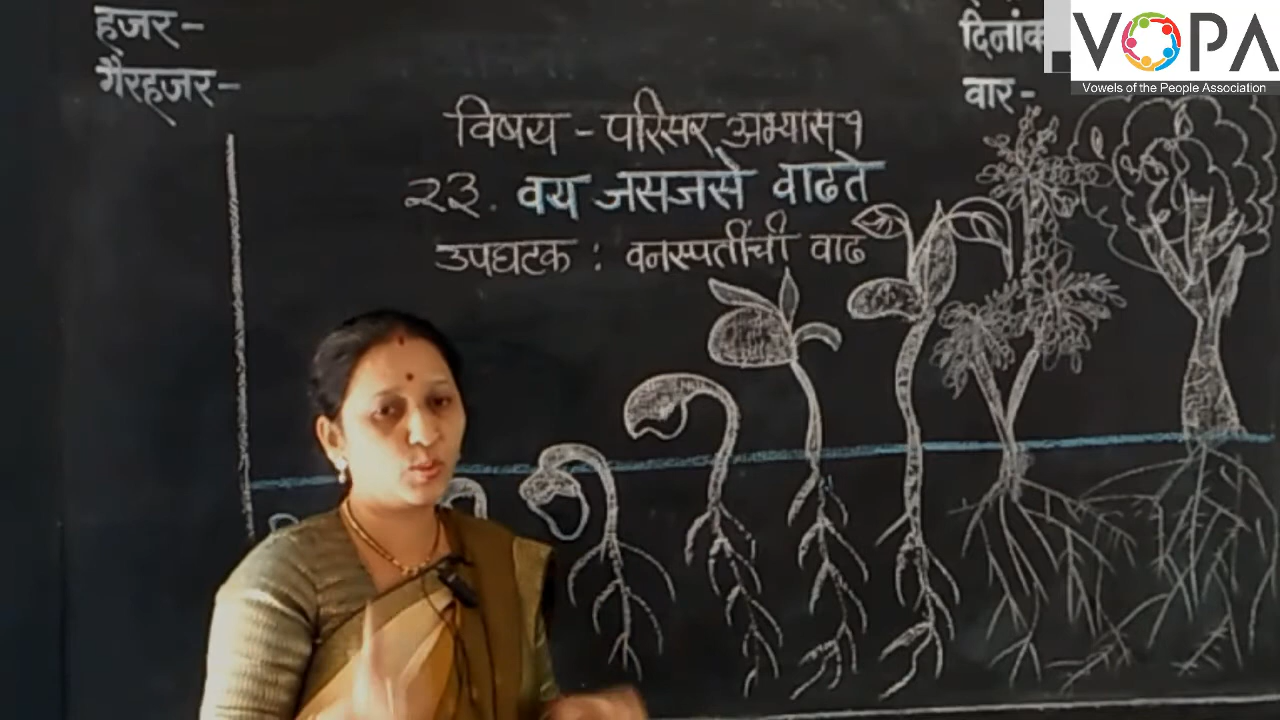 हजर-
गैरहजर-
दिनांक
वार-
VOPA
Vowels of the People Association
विषय - परिसर अभ्यास १
२३. वय जसजसे वाढते
उपघटक : वनस्पतींची वाढ